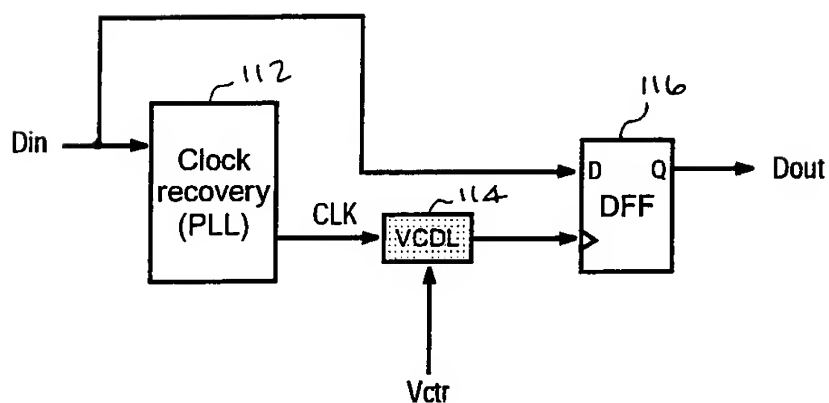 112
116
Din
Clock
recovery
(PLL)
D Q
Dout
DFF
CLK
114
VCDL
Vctr